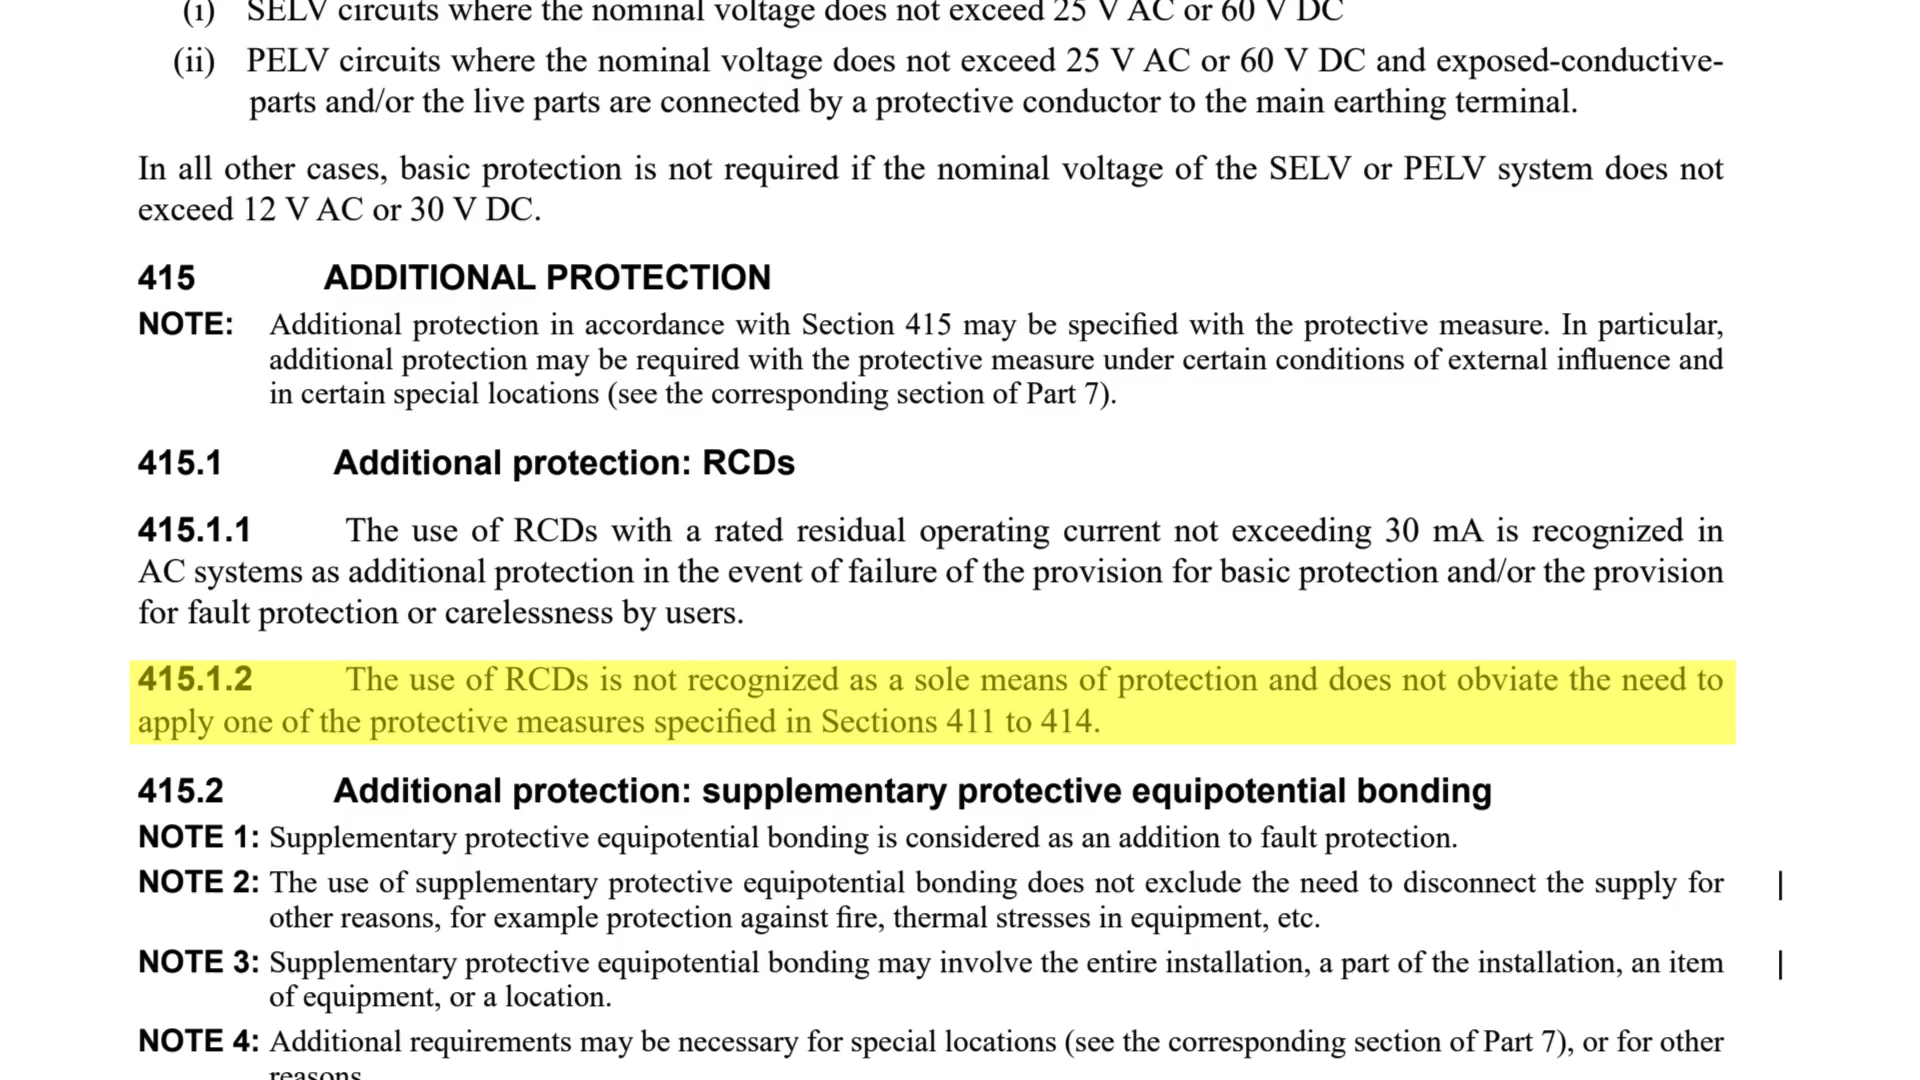 (i) SELV circuits where the nominal voltage does not exceed 25 V AC or 60 V DC
(ii) PELV circuits where the nominal voltage does not exceed 25 V AC or 60 V DC and exposed-conductive-
parts and/or the live parts are connected by a protective conductor to the main earthing terminal.
In all other cases, basic protection is not required if the nominal voltage of the SELV or PELV system does not
exceed 12 V AC or 30 V DC.
415 ADDITIONAL PROTECTION
NOTE: Additional protection in accordance with Section 415 may be specified with the protective measure. In particular,
additional protection may be required with the protective measure under certain conditions of external influence and
in certain special locations (see the corresponding section of Part 7).
415.1 Additional protection: RCDs
415.1.1 The use of RCDs with a rated residual operating current not exceeding 30 mA is recognized in
AC systems as additional protection in the event of failure of the provision for basic protection and/or the provision
for fault protection or carelessness by users.
415.1.2 The use of RCDs is not recognized as a sole means of protection and does not obviate the need to
apply one of the protective measures specified in Sections 411 to 414.
415.2 Additional protection: supplementary protective equipotential bonding
NOTE 1: Supplementary protective equipotential bonding is considered as an addition to fault protection.
NOTE 2: The use of supplementary protective equipotential bonding does not exclude the need to disconnect the supply for
other reasons, for example protection against fire, thermal stresses in equipment, etc.
NOTE 3: Supplementary protective equipotential bonding may involve the entire installation, a part of the installation, an item
of equipment, or a location.
NOTE 4: Additional requirements may be necessary for special locations (see the corresponding section of Part 7), or for other
reasons.